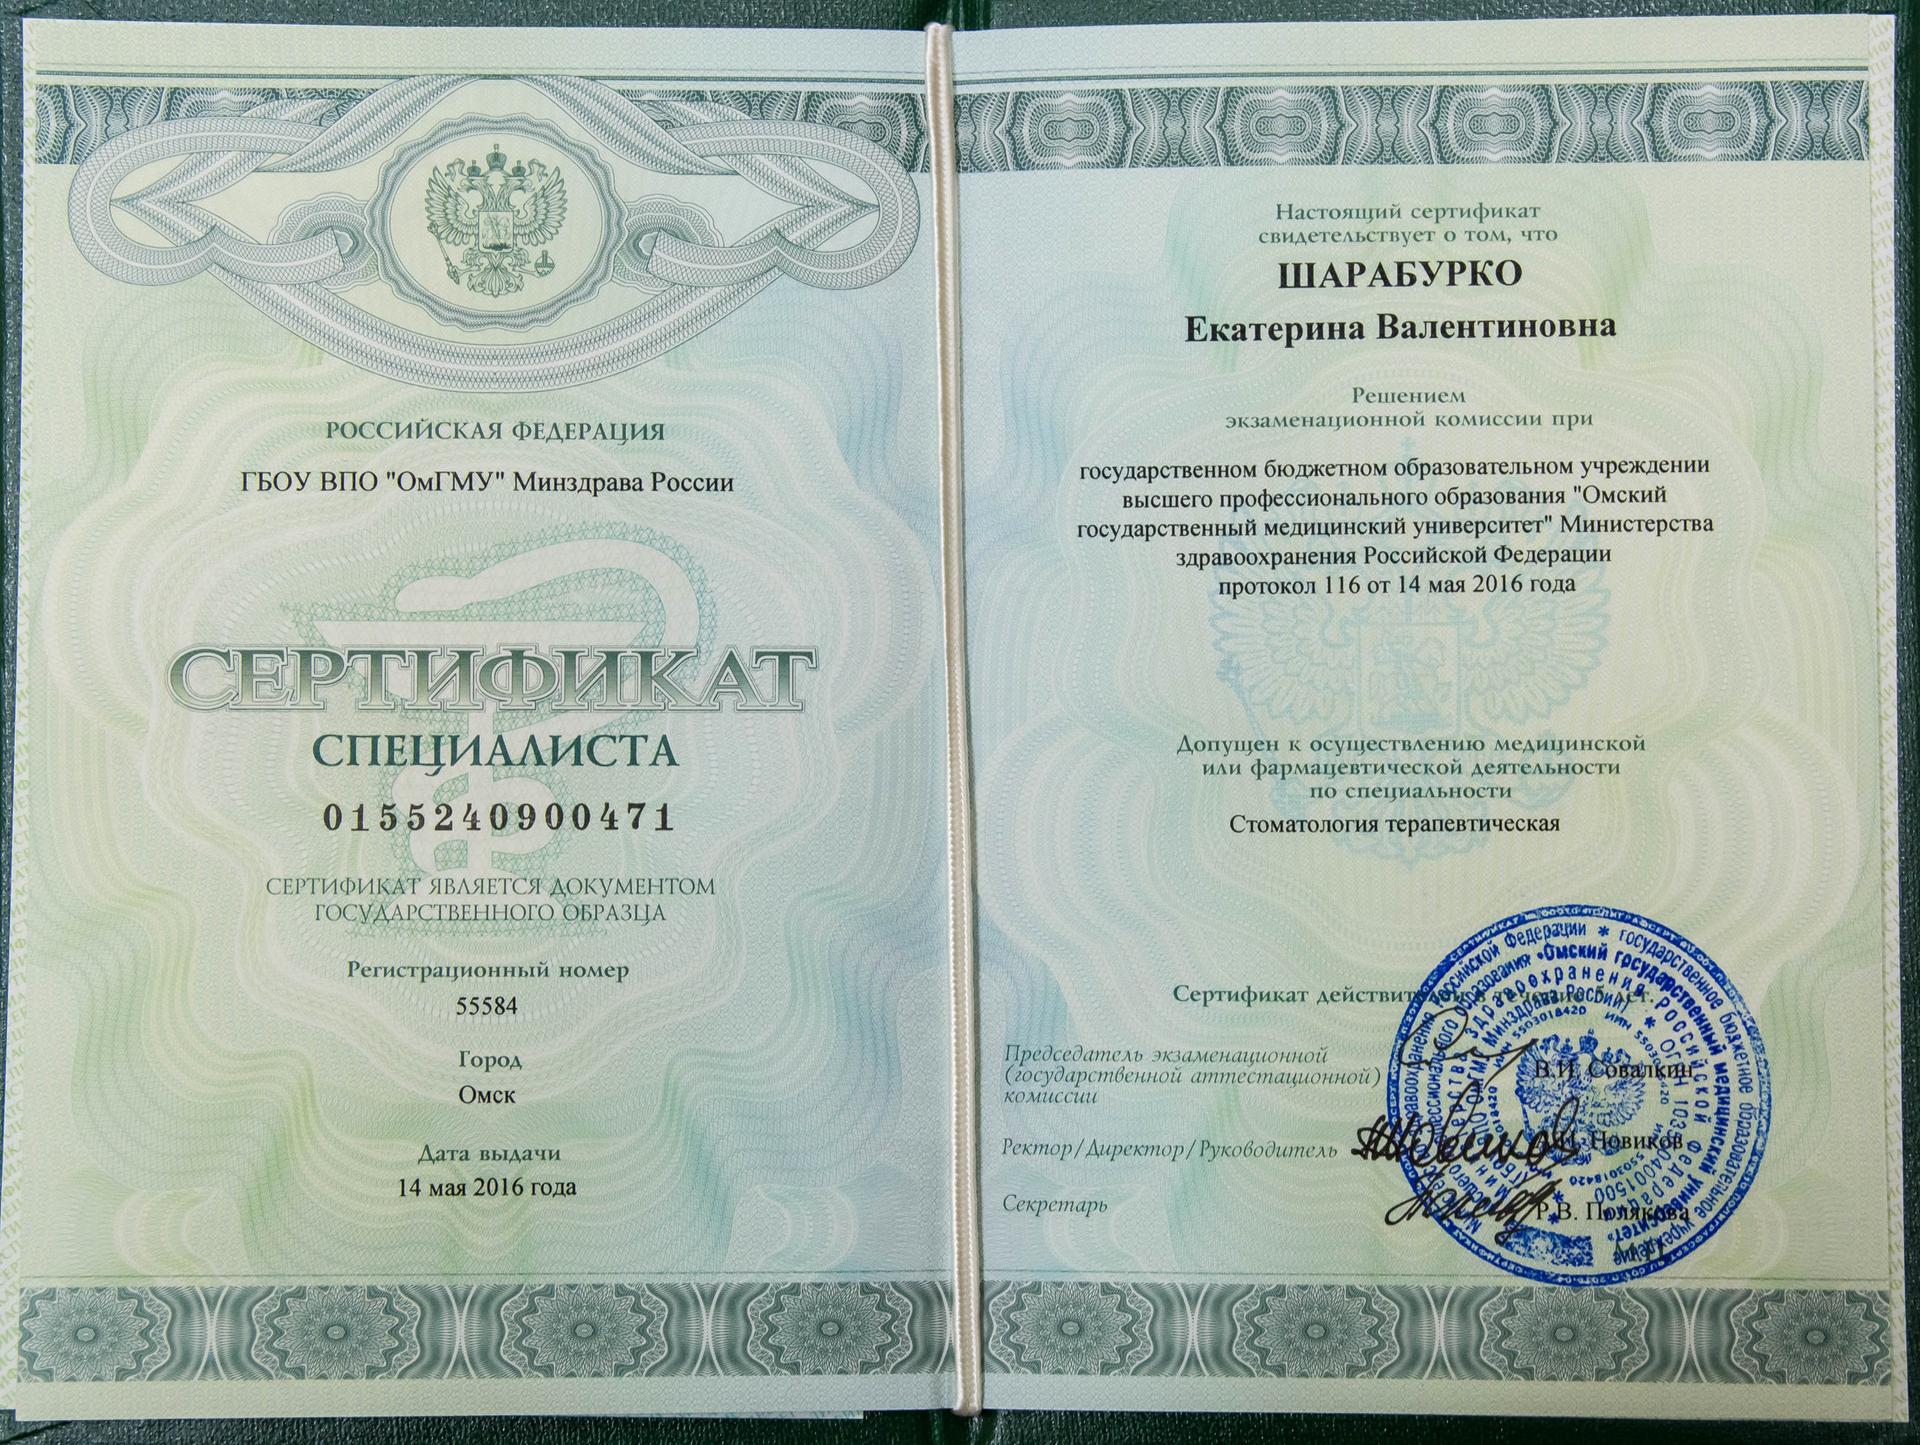 РОССИЙСКАЯ ФЕДЕРАЦИЯ
ГБОУ ВПО "ОмГМУ" Минздрава России
СЕРТИФИКАТ
СПЕЦИАЛИСТА
0155240900471
СЕРТИФИКАТ ЯВЛЯЕТСЯ ДОКУМЕНТОМ
ГОСУДАРСТВЕННОГО ОБРАЗЦА
Регистрационный номер
55584
Город
Омск
Дата выдачи
14 мая 2016 года
Настоящий сертификат
свидетельствует о том, что
ШАРАБУРКО
Екатерина Валентиновна
Решением
экзаменационной комиссии при
государственном бюджетном образовательном учреждении
высшего профессионального образования "Омский
государственный медицинский университет" Министерства
здравоохранения Российской Федерации
протокол 116 от 14 мая 2016 года
Допущен к осуществлению медицинской
или фармацевтической деятельности
по специальности
Стоматология терапевтическая
Сертификат действителен в течение 5 лет.
Председатель экзаменационной
(государственной аттестационной)
комиссии
В.И. Совалкин
Ректор/Директор/Руководитель
Новиков
Секретарь
Р.В. Полякова